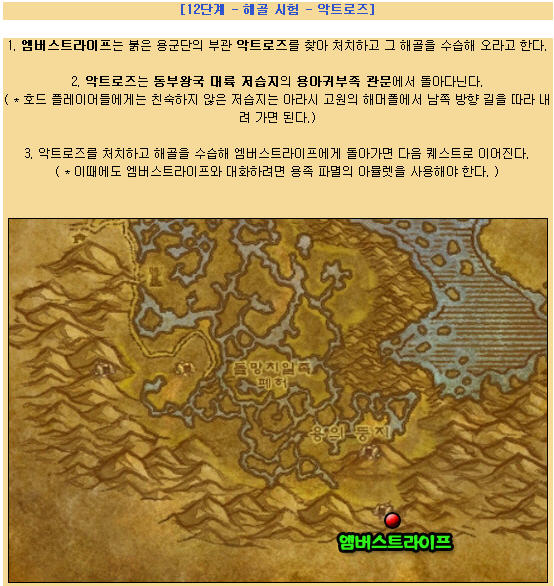 [12단계 - 해골 시험 - 악트로즈]
1. 엠버스트라이프는 붉은 용군단의 부관 악트로즈를 찾아 처치하고 그 해골을 수습해 오라고 한다.
2. 악트로즈는 동부왕국 대륙 저습지의 용아귀부족 관문에서 돌아다닌다.
( * 호드 플레이어들에게는 친숙하지 않은 저습지는 아라시 고원의 해머폴에서 남쪽 방향 길을 따라 내
려 가면 된다.)
3. 악트로즈를 처치하고 해골을 수습해 엠버스트라이프에게 돌아가면 다음 퀘스트로 이어진다.
( * 이때에도 엠버스트라이프와 대화하려면 용족 파멸의 아뮬렛을 사용해야 한다. )
폐허
용의 둥지
엠버스트라이프